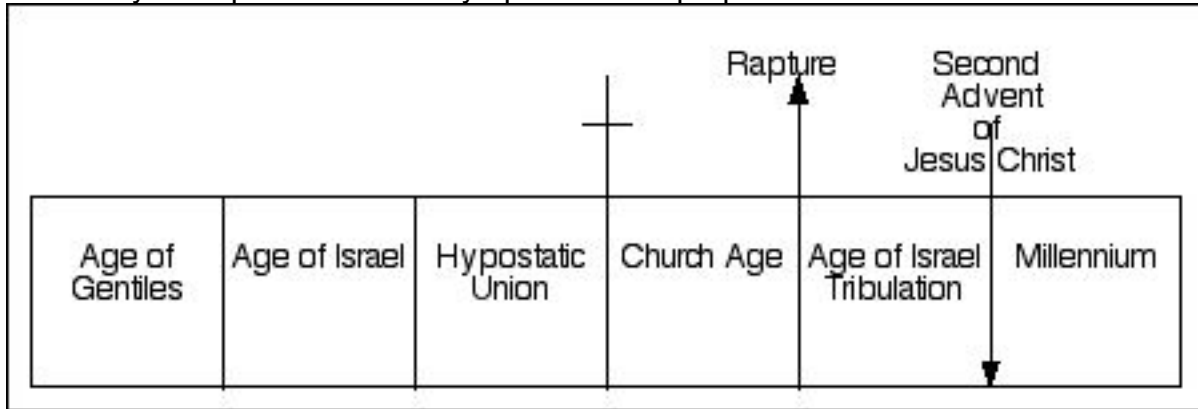 Rapture
Second
Advent
of
Jesus Christ
Age of
Gentiles
Age of Israel
Hypostatic
Union
Church Age
Age of Israel
Tribulation
Millennium